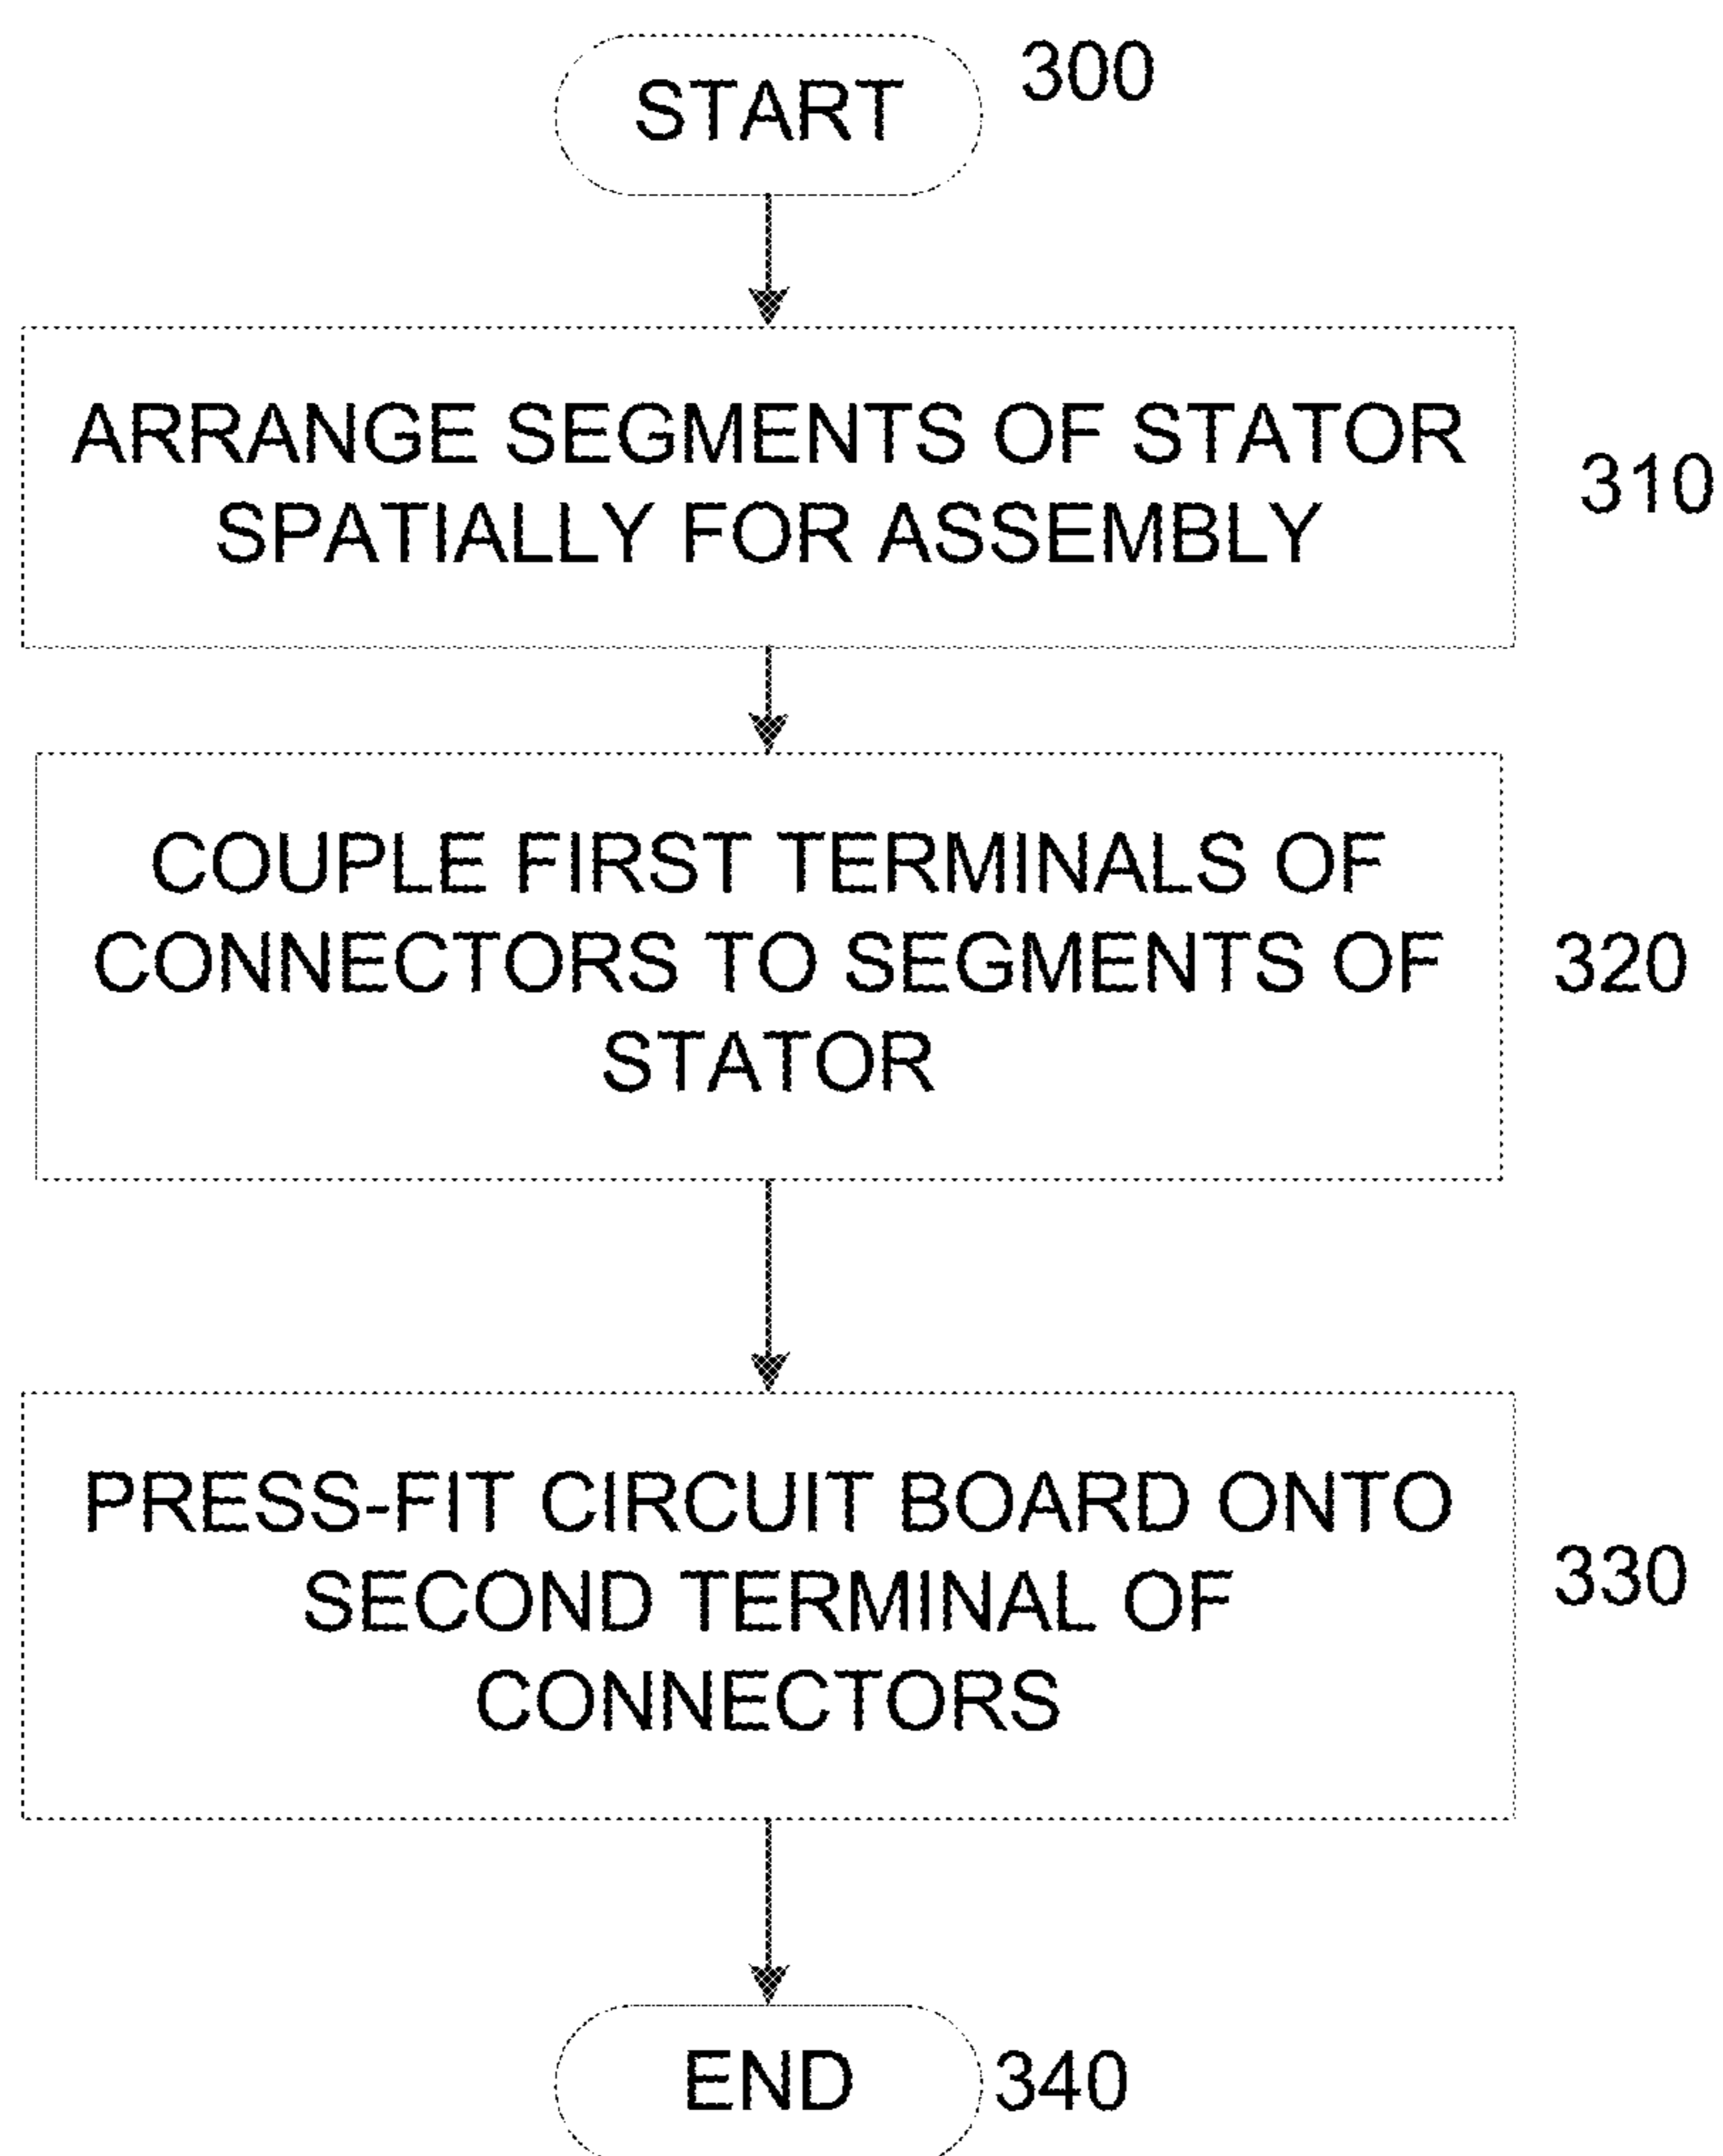 START
300
ARRANGE SEGMENTS OF STATOR
SPATIALLY FOR ASSEMBLY
310
COUPLE FIRST TERMINALS OF
CONNECTORS TO SEGMENTS OF
STATOR
320
PRESS-FIT CIRCUIT BOARD ONTO
SECOND TERMINAL OF
CONNECTORS
330
END
340